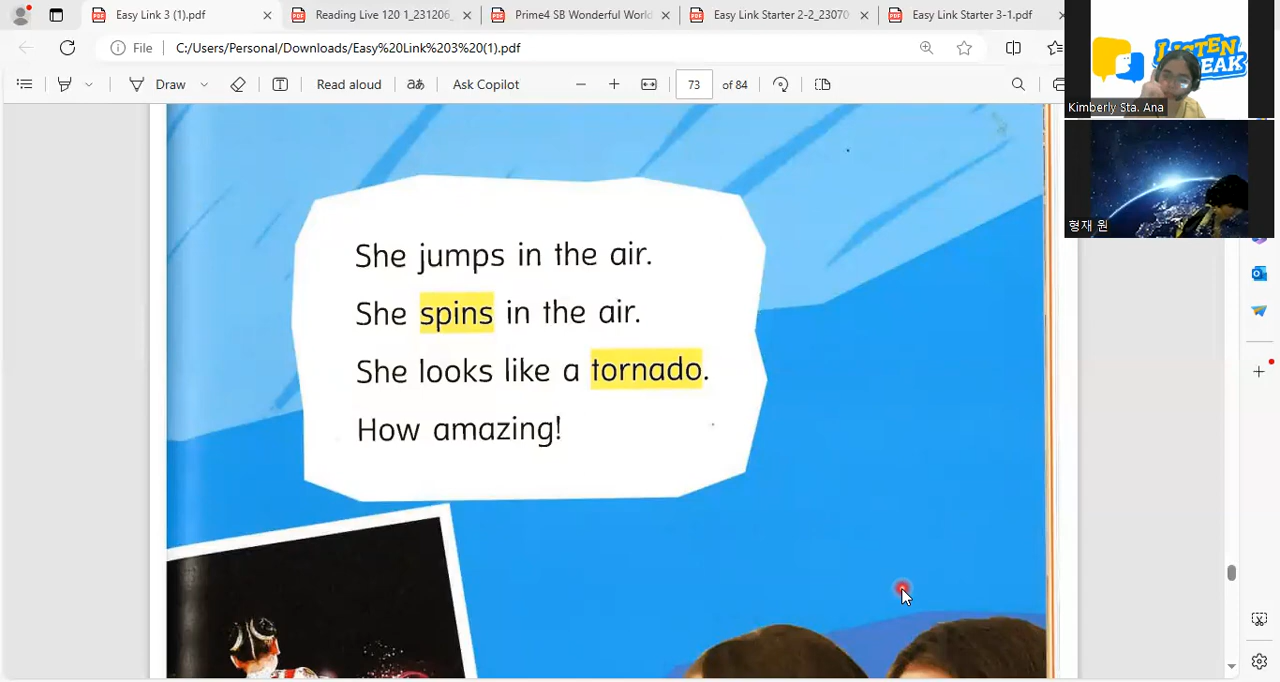 Easy Link 3 (1).pdf
Reading Live 120 1_231206_
Prime4 SB Wonderful World
Easy Link Starter 2-2_23070
Easy Link Starter 3-1.pdf
File
C:/Users/Personal/Downloads/Easy%20Link%203%20(1).pdf
Draw
Read aloud
aあ
Ask Copilot
73
of 84
LISTEN
Kimberly Sta. Ana
형재 원
She jumps in the air.
She spins in the air.
She looks like a tornado.
How amazing!